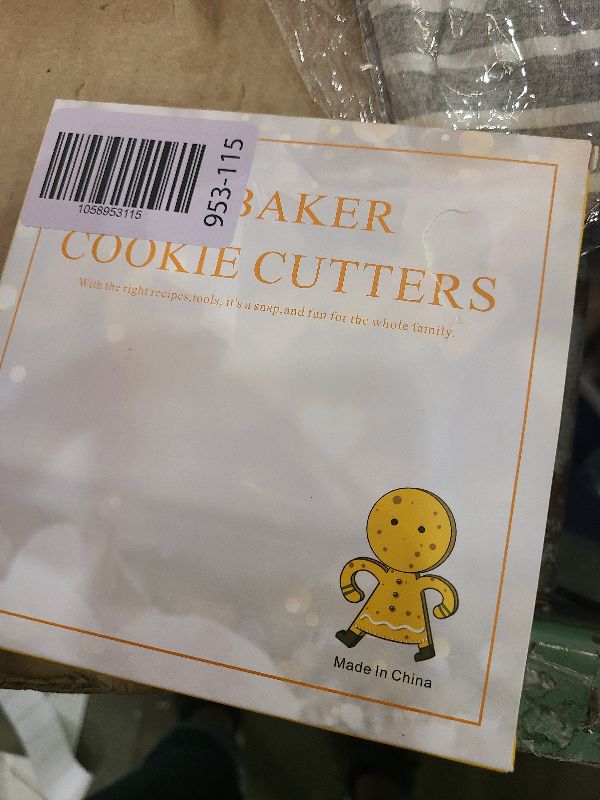 1058953115
953-115
BAKER
COOKIE CUTTERS
With the right recipes,tools, it's a snap,and fun for the whole family.
Made In China